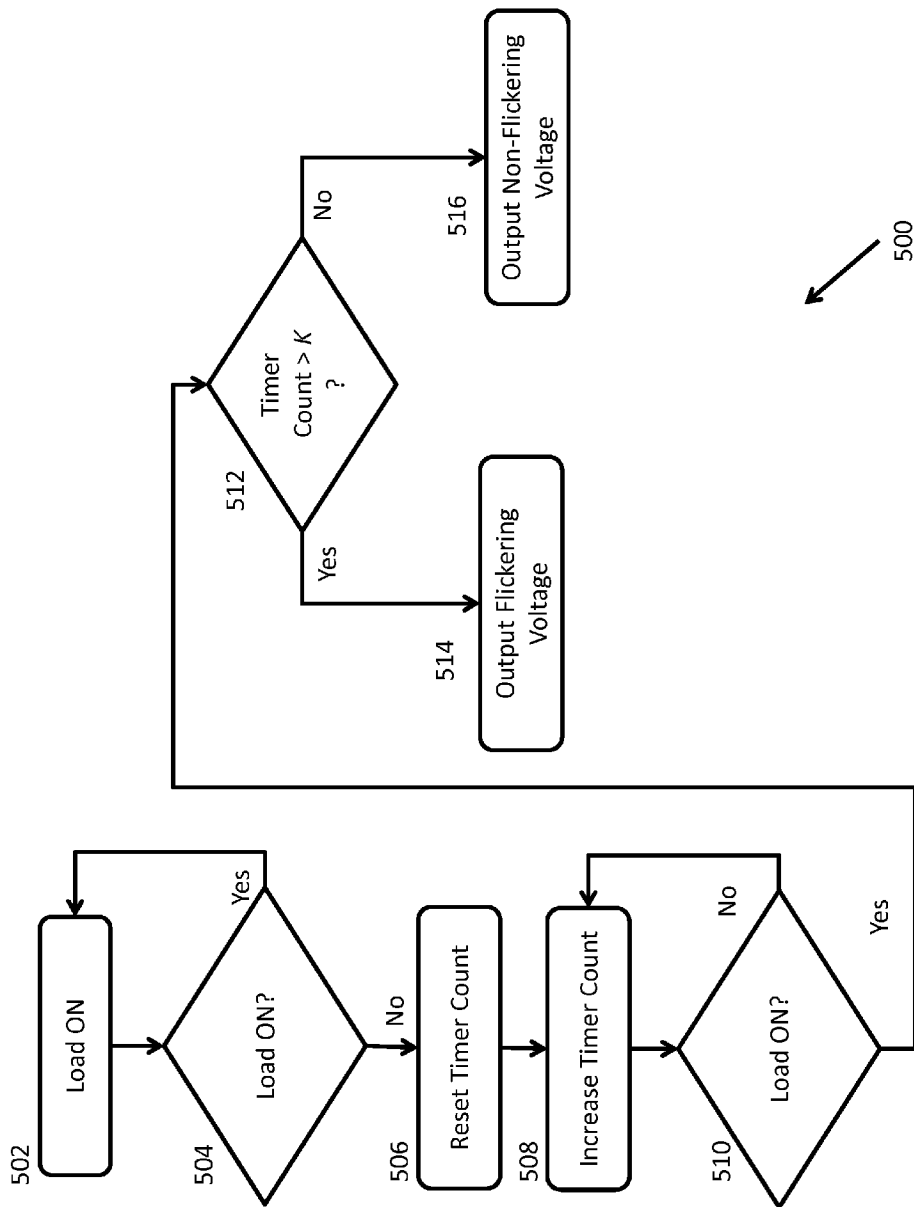 502
Load ON
504
Load ON?
Yes
No
506
Reset Timer Count
508
Increase Timer Count
510
Load ON?
No
Yes
512
Timer
Count > K
?
Yes
No
514
Output Flickering
Voltage
516
Output Non-Flickering
Voltage
500